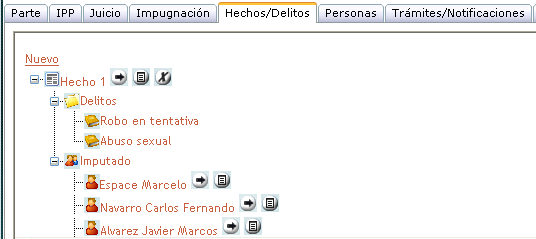 Parte IPP Juicio Impugnación Hechos/Delitos Personas Trámites/Notificaciones
Nuevo
Hecho 1
Delitos
Robo en tentativa
Abuso sexual
Imputado
Espace Marcelo
Navarro Carlos Fernando
Alvarez Javier Marcos